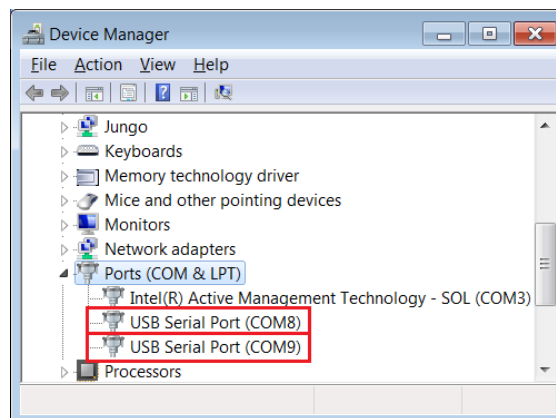 Device Manager
File Action View Help
Jungo
Keyboards
Memory technology driver
Mice and other pointing devices
Monitors
Network adapters
Ports (COM & LPT)
Intel(R) Active Management Technology - SOL (COM3)
USB Serial Port (COM8)
USB Serial Port (COM9)
Processors